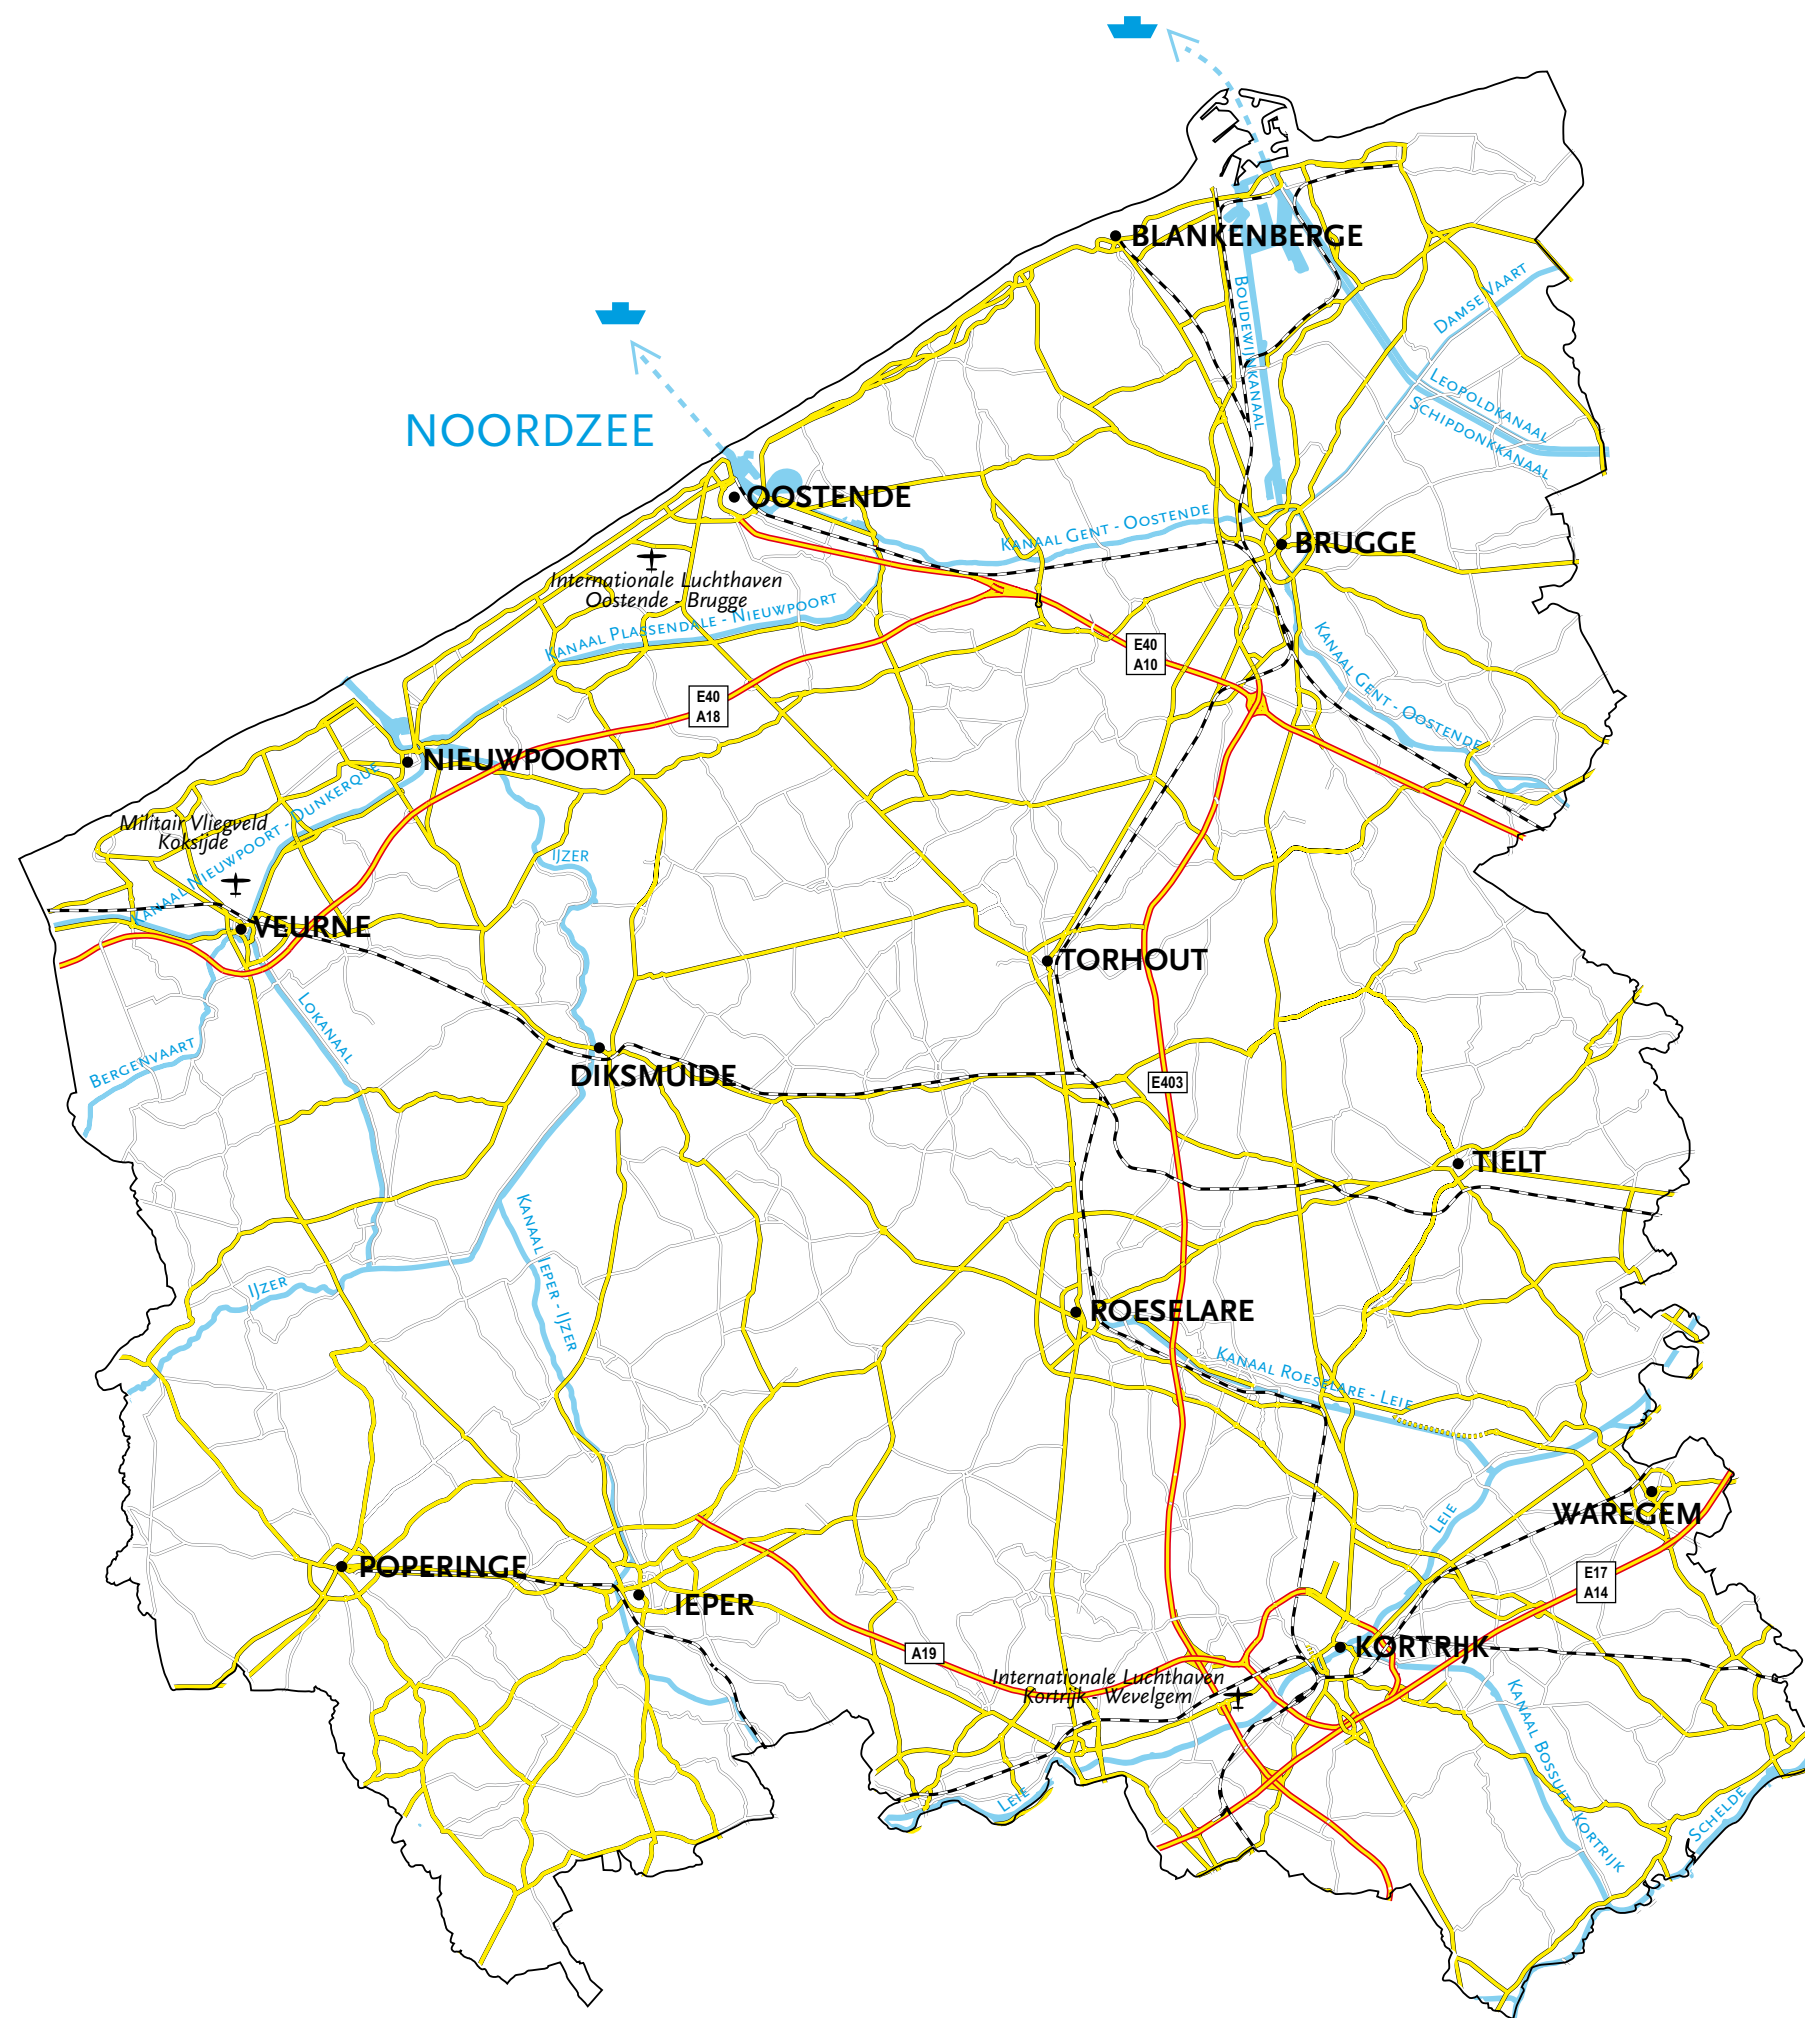 BLANKENBERGE
BOUDEWIJNKANAAL
DAMSE VAART
LEOPOLDKANAAL
SCHIPDONKKANAAL
NOORDZEE
OOSTENDE
KANAAL GENT - OOSTENDE
BRUGGE
Internationale Luchthaven
Oostende - Brugge
KANAAL PLASSENDALE - NIEUWPOORT
E40
A10
KANAAL GENT - OOSTENDE
E40
A18
NIEUWPOORT
KANAAL NIEUWPOORT - DUNKERQUE
Militair Vliegveld
Koksijde
IJZER
VEURNE
TORHOUT
LOKANAAL
BERGENVAART
DIKSMUIDE
E403
TIELT
KANAAL IEPER - IJZER
IJZER
ROESELARE
KANAAL ROESELARE - LEIE
LEIE
WAREGEM
POPERINGE
IEPER
E17
A14
A19
KORTRIJK
Internationale Luchthaven
Kortrijk - Wevelgem
KANAAL BOSSUIT - KORTRIJK
LEIE
SCHELDE